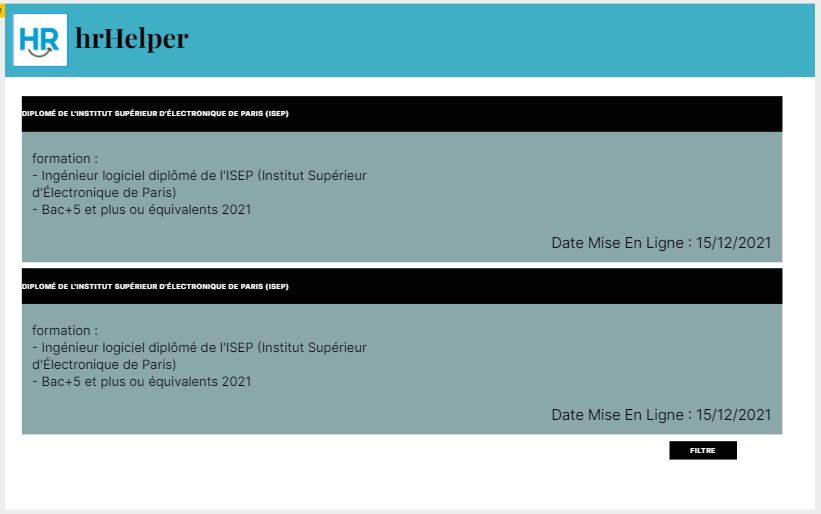 HR hrHelper
DIPLOMÉ DE L'INSTITUT SUPÉRIEUR D'ÉLECTRONIQUE DE PARIS (ISEP)
formation :
- Ingénieur logiciel diplômé de l'ISEP (Institut Supérieur
d'Électronique de Paris)
- Bac+5 et plus ou équivalents 2021
Date Mise En Ligne : 15/12/2021
DIPLOMÉ DE L'INSTITUT SUPÉRIEUR D'ÉLECTRONIQUE DE PARIS (ISEP)
formation :
- Ingénieur logiciel diplômé de l'ISEP (Institut Supérieur
d'Électronique de Paris)
- Bac+5 et plus ou équivalents 2021
Date Mise En Ligne : 15/12/2021
FILTRE